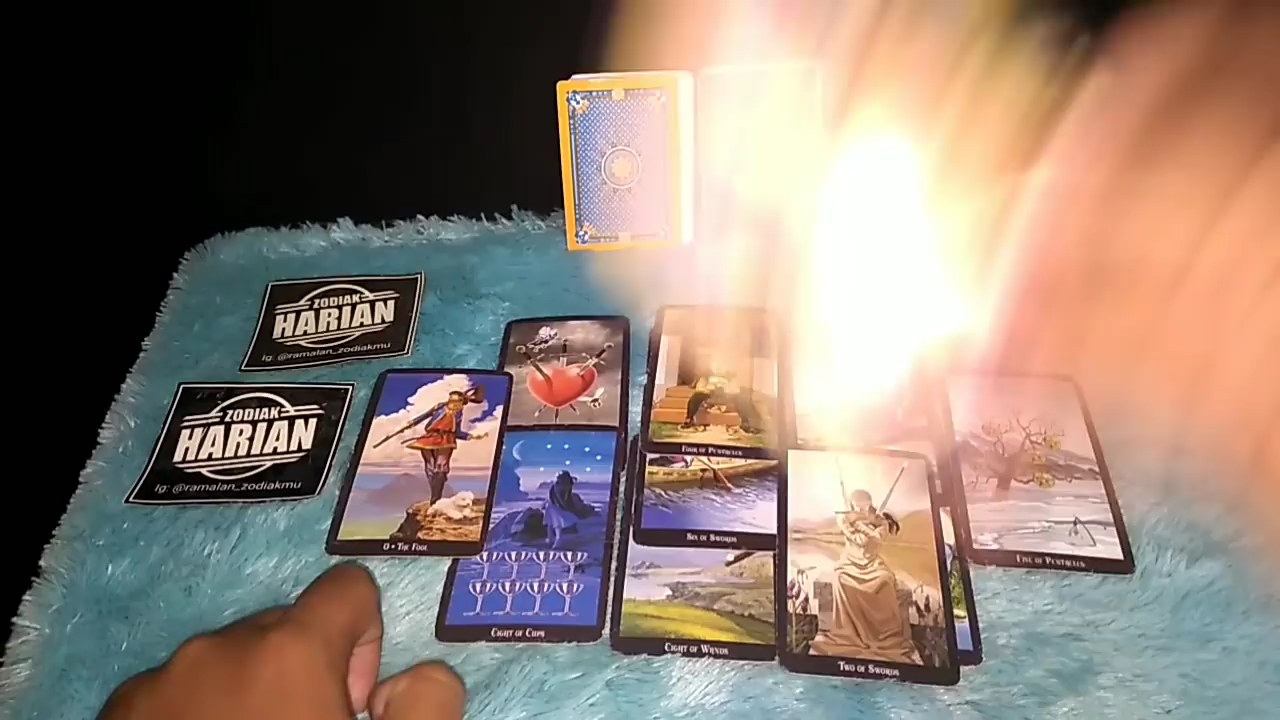 ZODIAK
HARIAN
Ig: @ramalan_zodiakmu
ZODIAK
HARIAN
Ig: @ramalan_zodiakmu
0 • The Fool
Eight of Cups
Four of Pentacles
Six of Swords
Eight of Wands
Two of Swords
Five of Pentacles